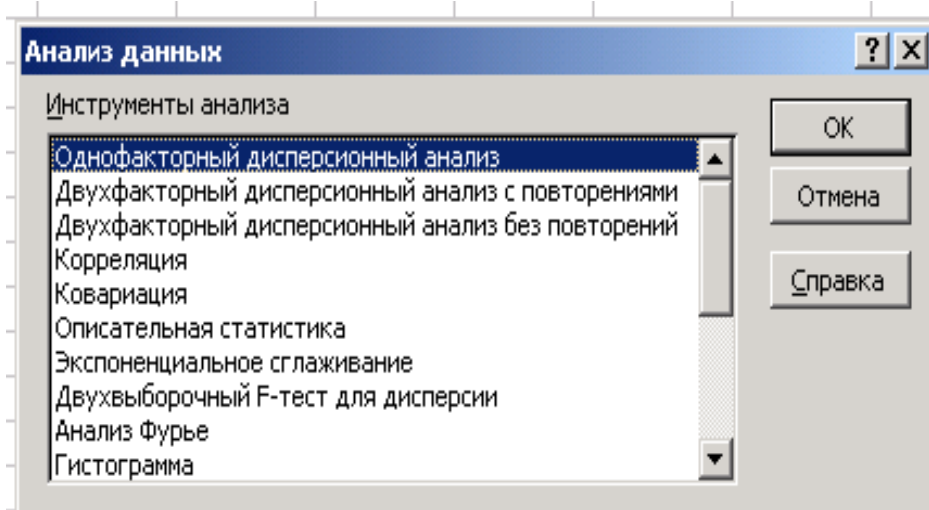 Анализ данных
Инструменты анализа
Однофакторный дисперсионный анализ
Двухфакторный дисперсионный анализ с повторениями
Двухфакторный дисперсионный анализ без повторений
Корреляция
Ковариация
Описательная статистика
Экспоненциальное сглаживание
Двухвыборочный F-тест для дисперсии
Анализ Фурье
Гистограмма
OK
Отмена
Справка